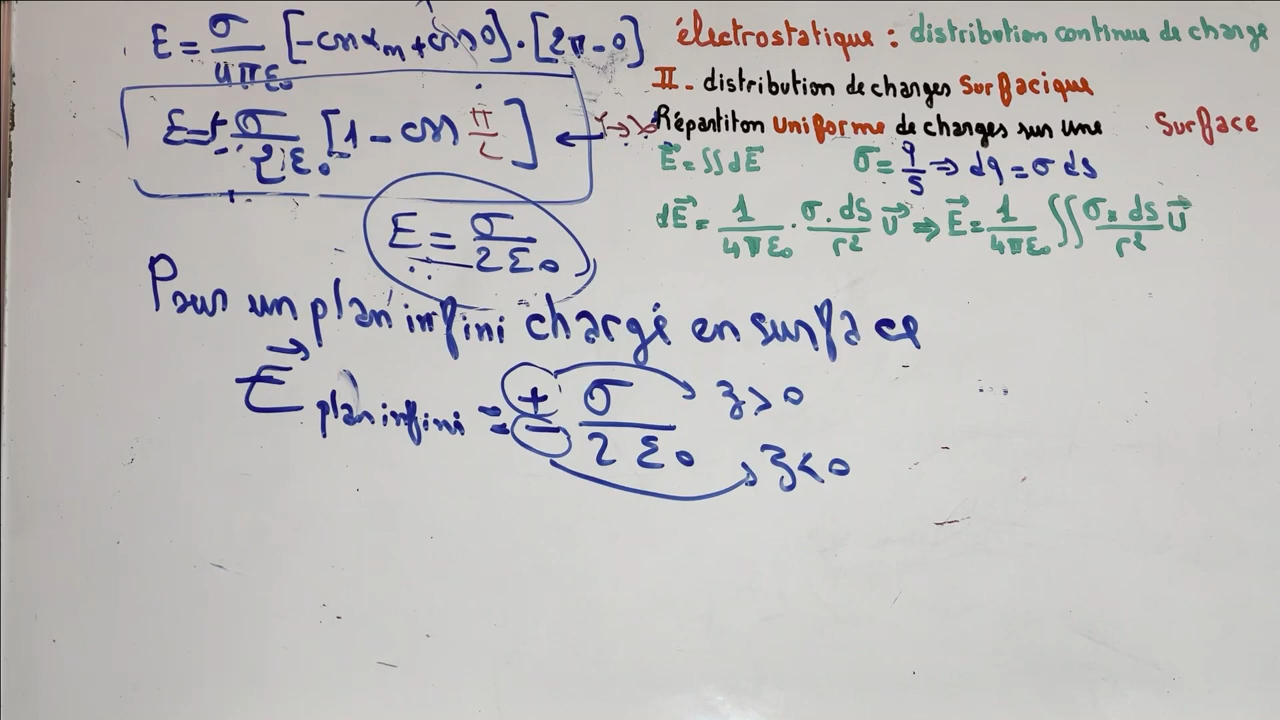 E = σ/4πε₀ [-cos αₘ + cos 0] · [2π - 0]
E = + σ/2ε₀ [1 - cos π/2] ←
E = σ/2ε₀
Pour un plan infini chargé en surface
E⃗ plan infini = + σ/2ε₀ z > 0
= - z < 0
électrostatique : distribution continue de charge
II - distribution de charges Surfacique
Répartiton Uniforme de charges sur une Surface
E⃗ = ∬ dE⃗ σ = q/s ⇒ dq = σ ds
dE⃗ = 1/4πε₀ · σ. ds/r² U⃗ ⇒ E⃗ = 1/4πε₀ ∬ σ × ds/r² U⃗